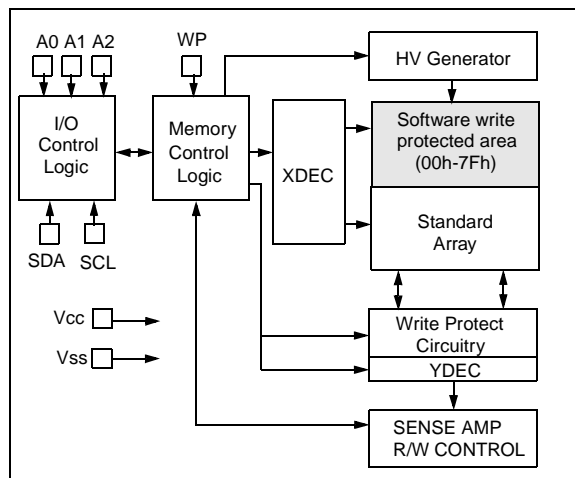 A0 A1 A2
WP
HV Generator
I/O
Control
Logic
Memory
Control
Logic
XDEC
Software write
protected area
(00h-7Fh)
Standard
Array
SDA
SCL
Vcc
Vss
Write Protect
Circuitry
YDEC
SENSE AMP
R/W CONTROL